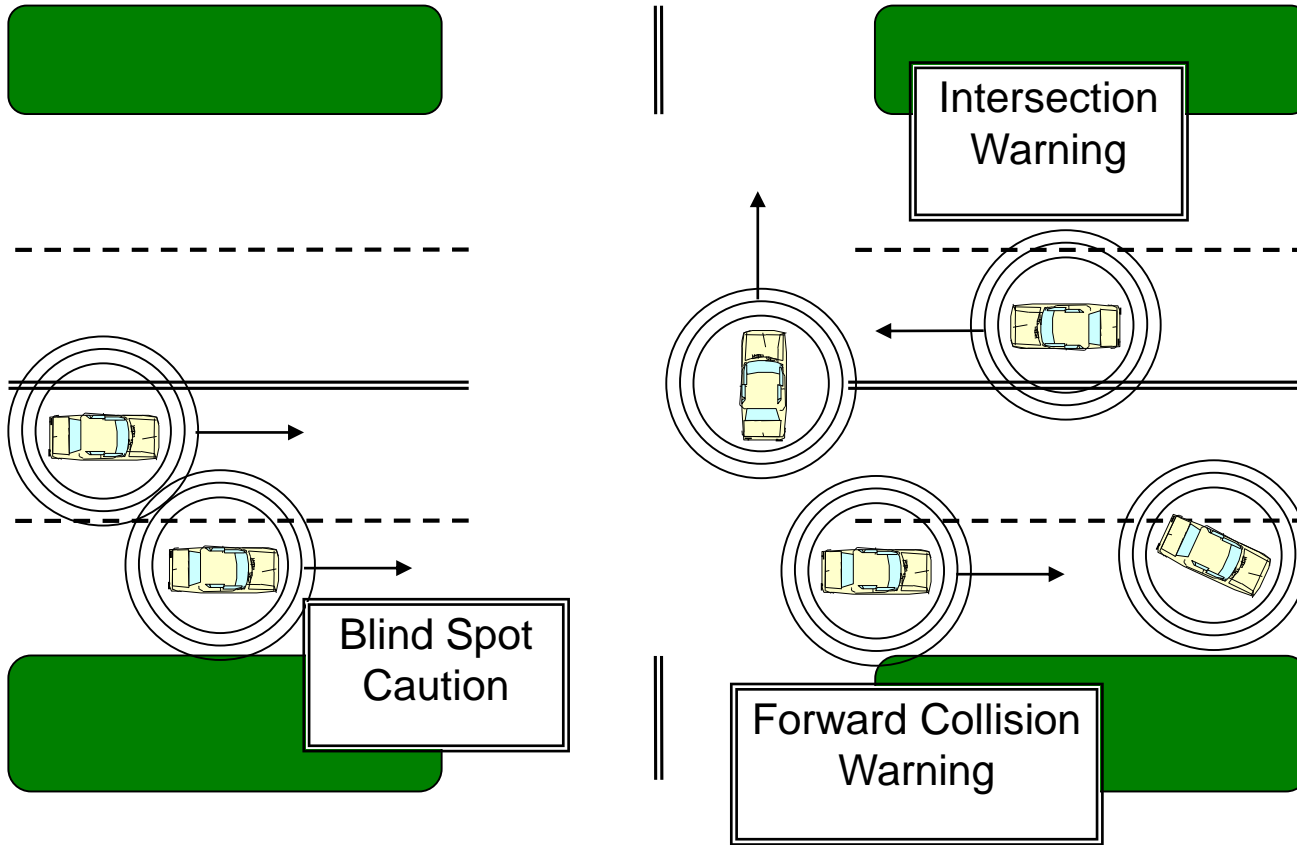 Intersection
Warning
Blind Spot
Caution
Forward Collision
Warning